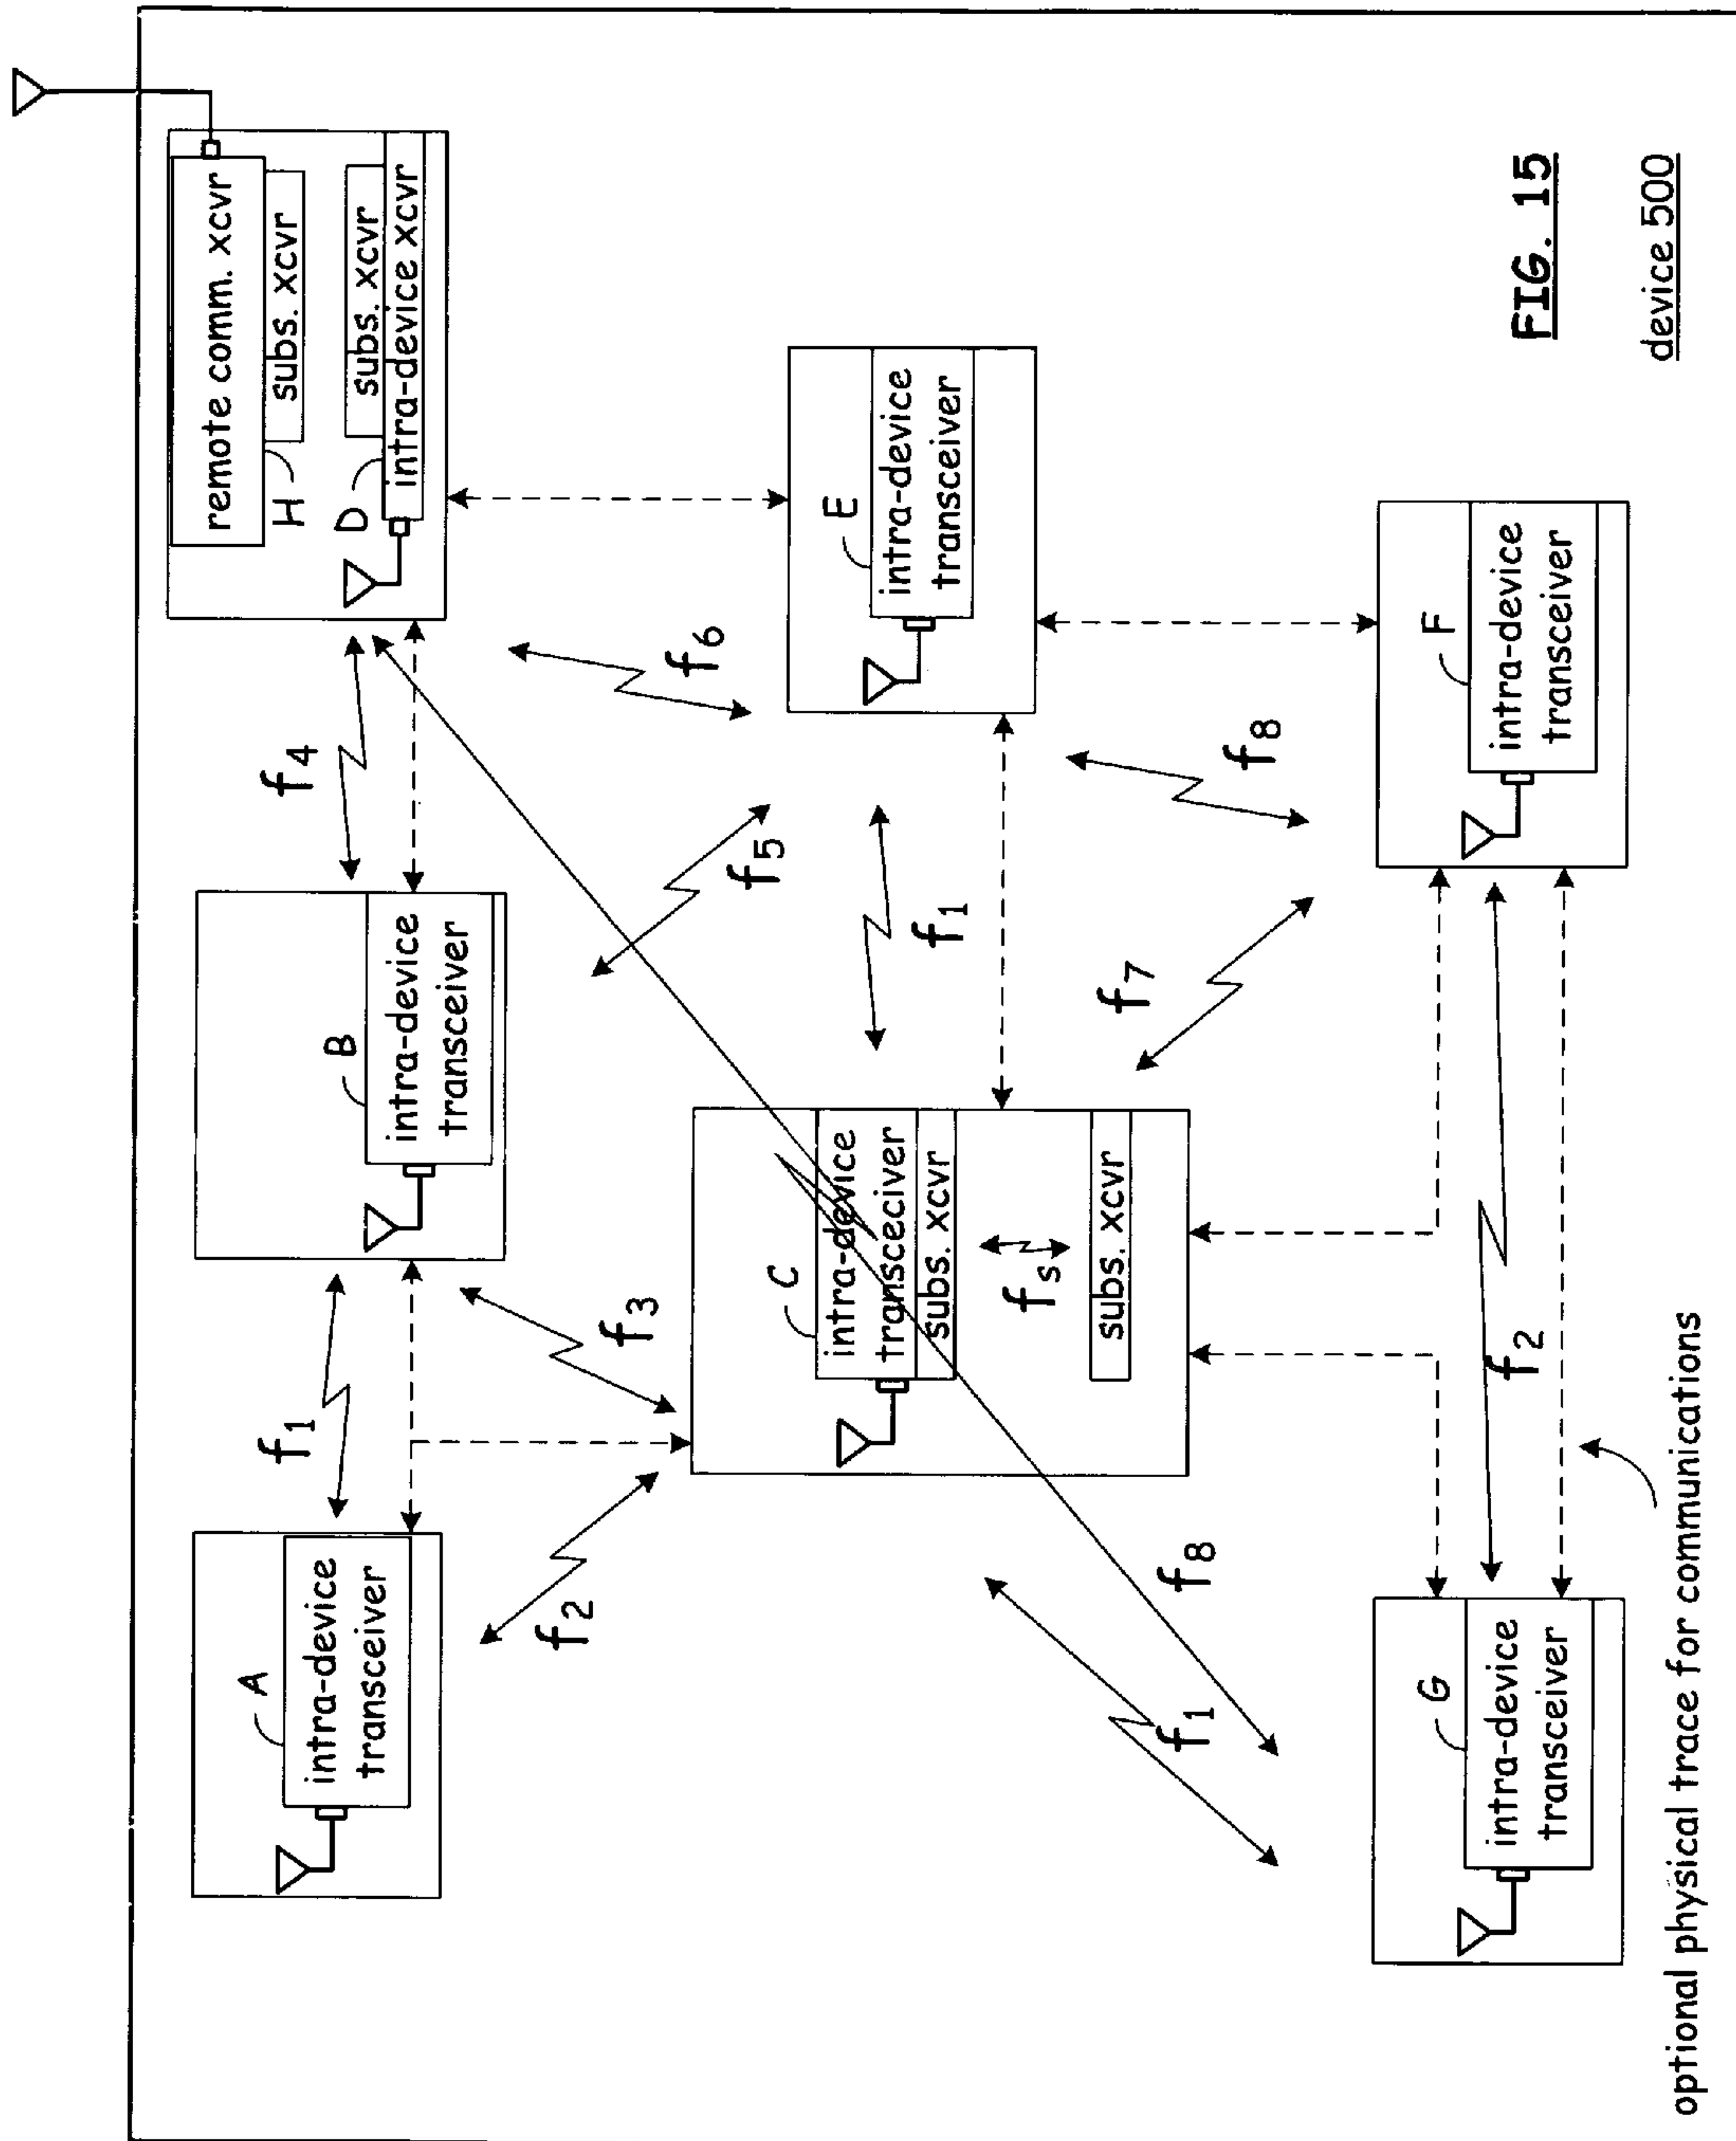 A
intra-device
transceiver
f1
B
intra-device
transceiver
f4
remote comm. xcvr
subs. xcvr
H
D
subs. xcvr
intra-device xcvr
f2
f3
f5
f6
C
intra-device
transceciver
subs. xcvr
fs
subs. xcvr
f1
E
intra-device
transceiver
f1
f8
f7
f8
G
intra-device
transceiver
f2
F
intra-device
transceiver
optional physical trace for communications
FIG. 15
device 500